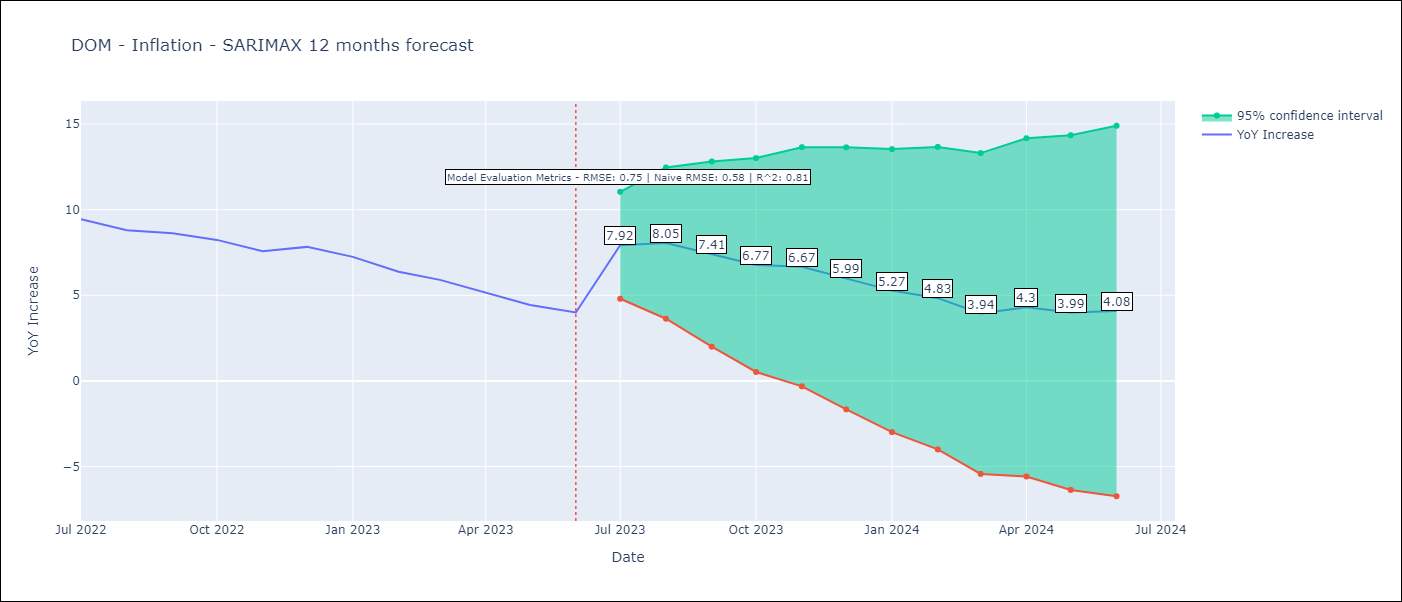 DOM - Inflation - SARIMAX 12 months forecast
95% confidence interval
YoY Increase
Model Evaluation Metrics - RMSE: 0.75 | Naive RMSE: 0.58 | R^2: 0.81
7.92
8.05
7.41
6.77
6.67
5.99
5.27
4.83
3.94
4.3
3.99
4.08
15
10
5
0
−5
YoY Increase
Jul 2022
Oct 2022
Jan 2023
Apr 2023
Jul 2023
Oct 2023
Jan 2024
Apr 2024
Jul 2024
Date